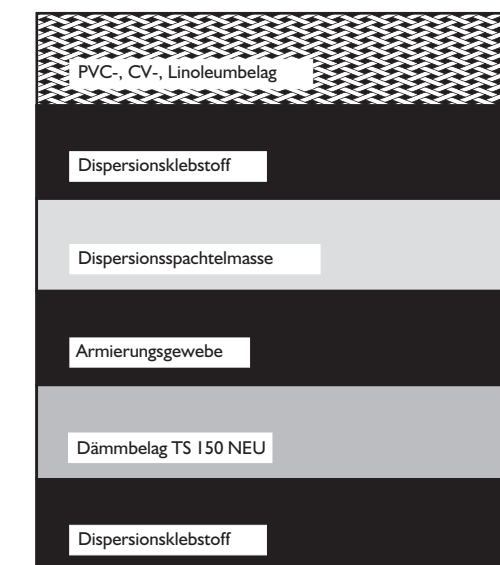 PVC-, CV-, Linoleumbelag
Dispersionsklebstoff
Dispersionsspachtelmasse
Armierungsgewebe
Dämmbelag TS 150 NEU
Dispersionsklebstoff